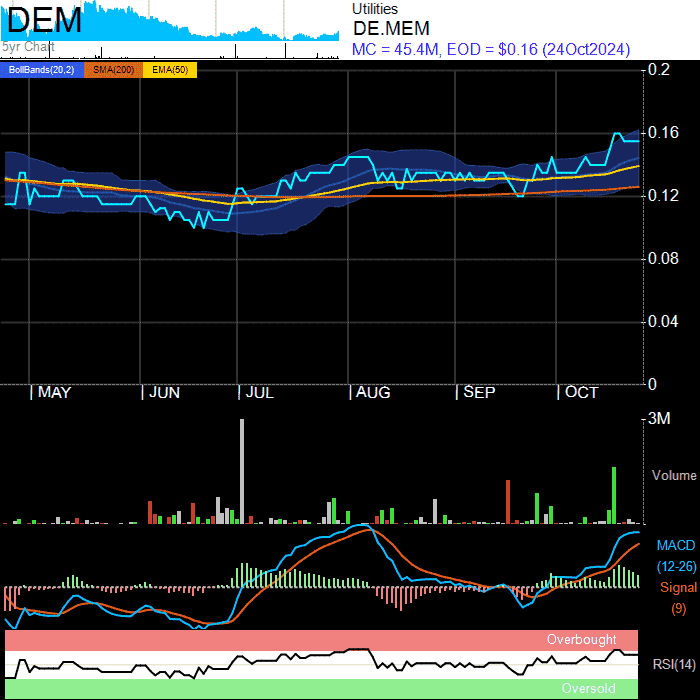 DEM
5yr Chart
Utilities
DE.MEM
MC = 45.4M, EOD = $0.16 (24Oct2024)
BollBands(20,2) SMA(200) EMA(50)
0.2
0.16
0.12
0.08
0.04
0
MAY JUN JUL AUG SEP OCT
3M
Volume
MACD
(12-26)
Signal
(9)
Overbought
RSI(14)
Oversold